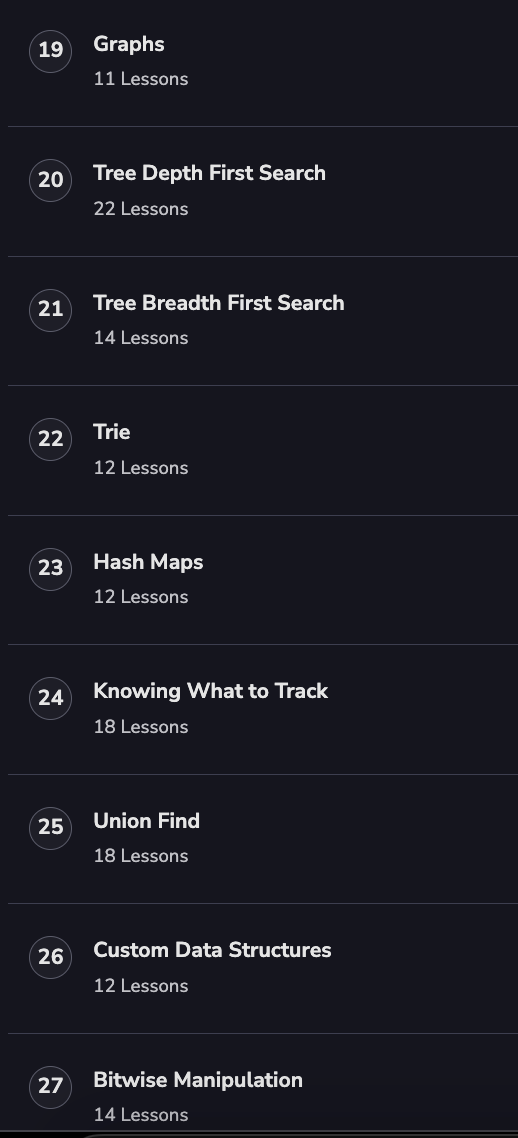 19
Graphs
11 Lessons
20
Tree Depth First Search
22 Lessons
21
Tree Breadth First Search
14 Lessons
22
Trie
12 Lessons
23
Hash Maps
12 Lessons
24
Knowing What to Track
18 Lessons
25
Union Find
18 Lessons
26
Custom Data Structures
12 Lessons
27
Bitwise Manipulation
14 Lessons